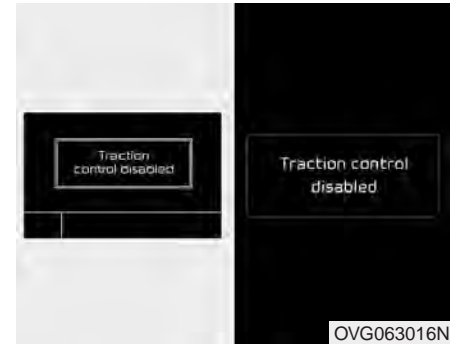 Traction
control disabled
Traction control
disabled
OVG063016N